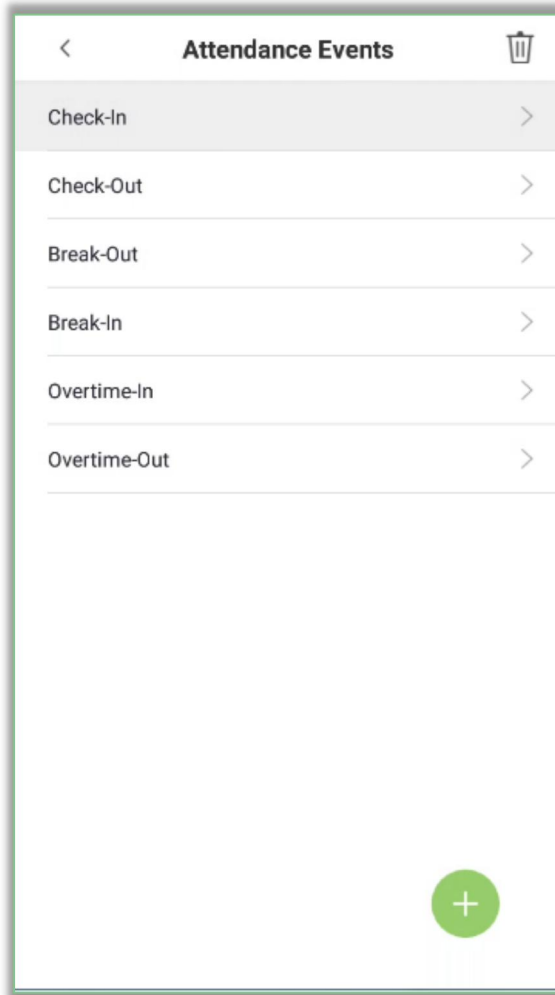 Attendance Events
Check-In
Check-Out
Break-Out
Break-In
Overtime-In
Overtime-Out